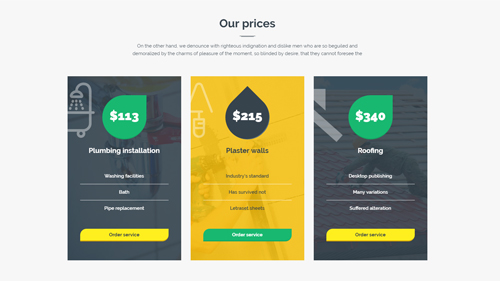 Our prices
On the other hand, we denounce with righteous indignation and dislike men who are so beguiled and
demoralized by the charms of pleasure of the moment, so blinded by desire, that they cannot foresee the
$113
Plumbing installation
Washing facilities
Bath
Pipe replacement
Order service
$215
Plaster walls
Industry's standard
Has survived not
Letraset sheets
Order service
$340
Roofing
Desktop publishing
Many variations
Suffered alteration
Order service